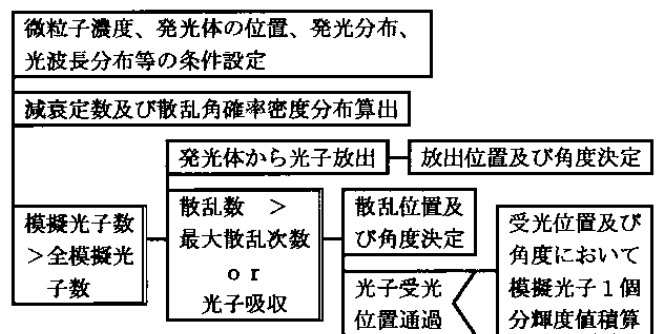 微粒子濃度、発光体の位置、発光分布、
光波長分布等の条件設定
減衰定数及び散乱角確率密度分布算出
発光体から光子放出
放出位置及び角度決定
模擬光子数
＞全模擬光
子数
散乱数　＞
最大散乱次数
ｏｒ
光子吸収
散乱位置及
び角度決定
光子受光
位置通過
受光位置及び
角度において
模擬光子１個
分輝度値積算